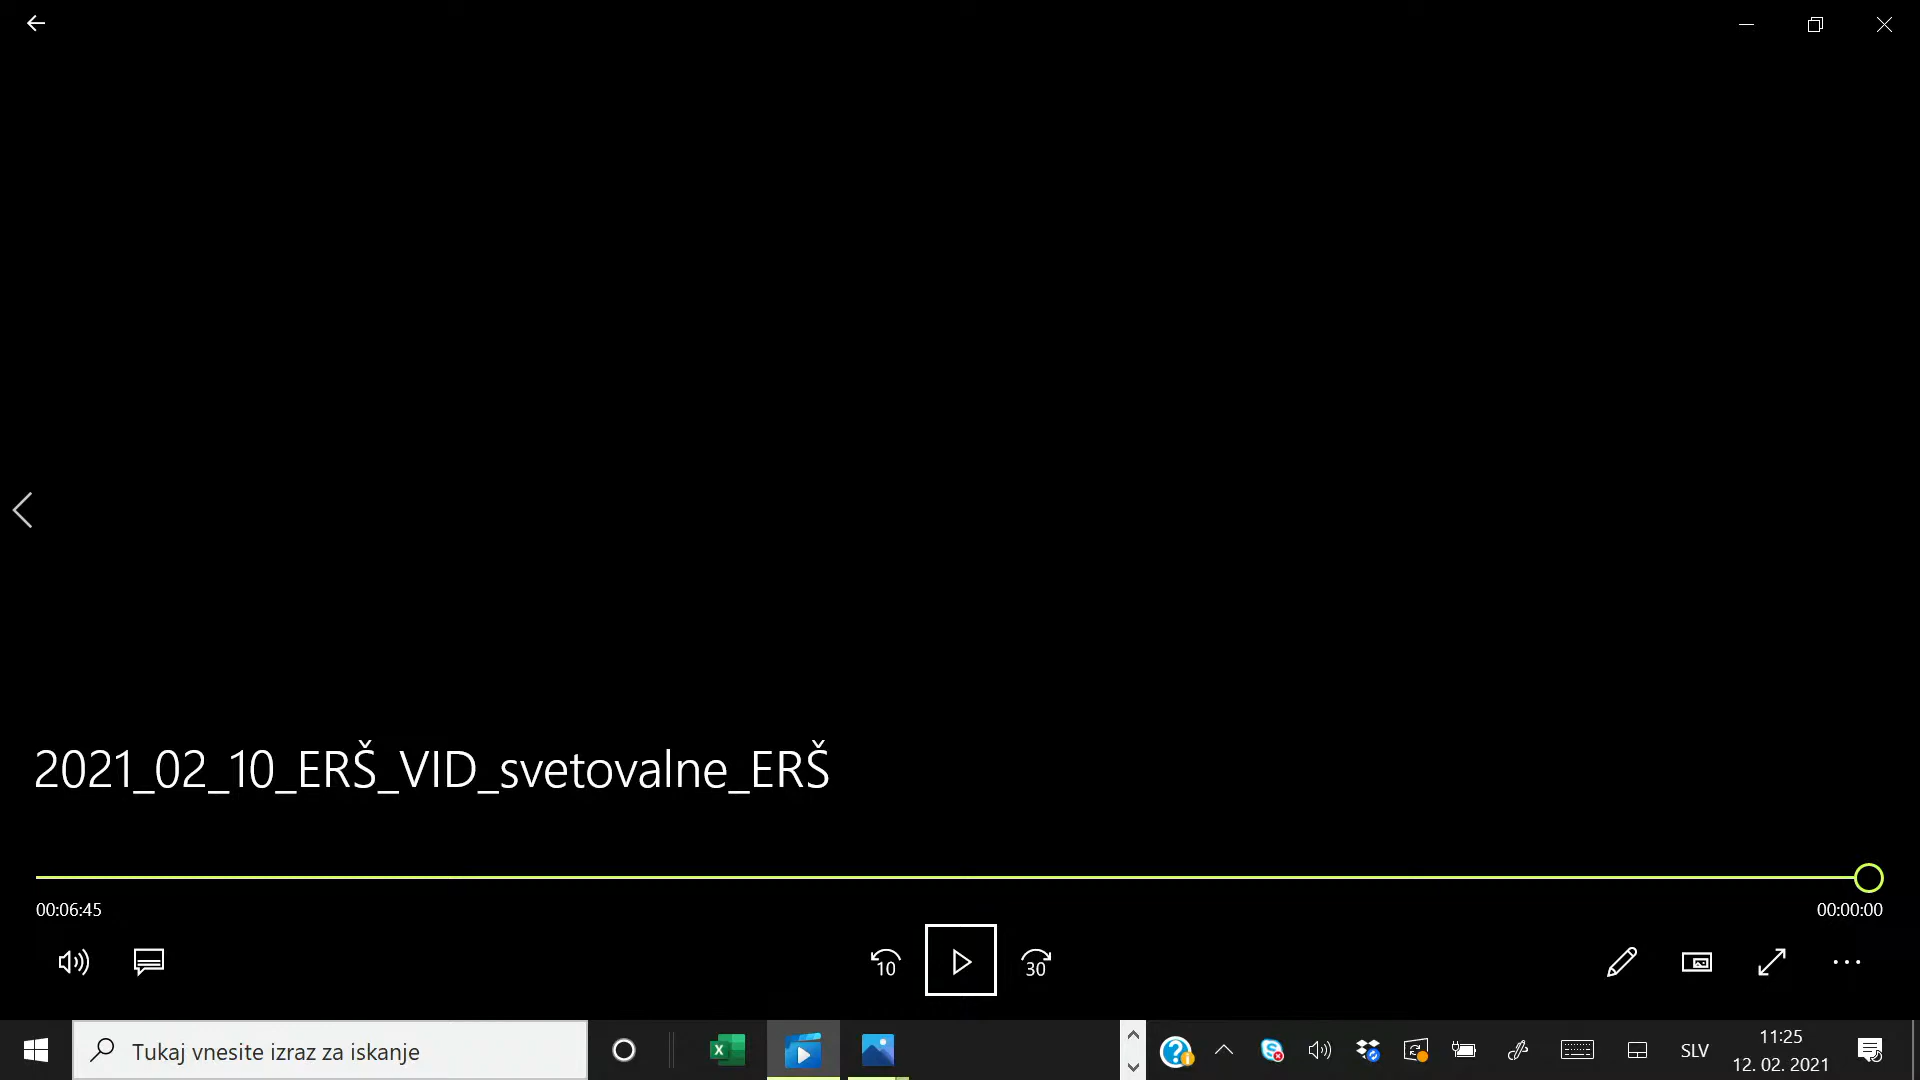 2021_02_10_ERŠ_VID_svetovalne_ERŠ
00:06:45
00:00:00
10
30
Tukaj vnesite izraz za iskanje
SLV
11:25
12. 02. 2021